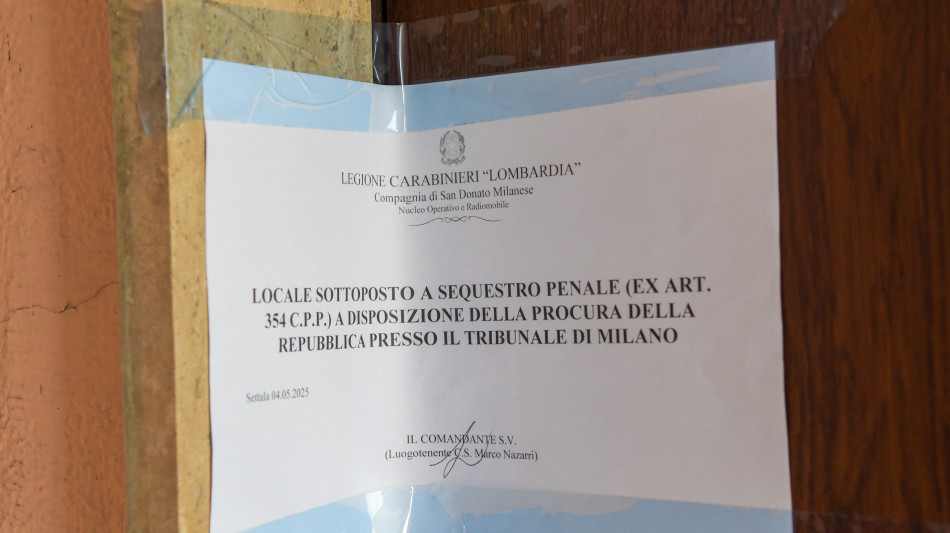 LEGIONE CARABINIERI “LOMBARDIA”
Compagnia di San Donato Milanese
Nucleo Operativo e Radiomobile
LOCALE SOTTOPOSTO A SEQUESTRO PENALE (EX ART.
354 C.P.P.) A DISPOSIZIONE DELLA PROCURA DELLA
REPUBBLICA PRESSO IL TRIBUNALE DI MILANO
Settala 04.05.2025
IL COMANDANTE S.V.
(Luogotenente C.S. Marco Nazarri)